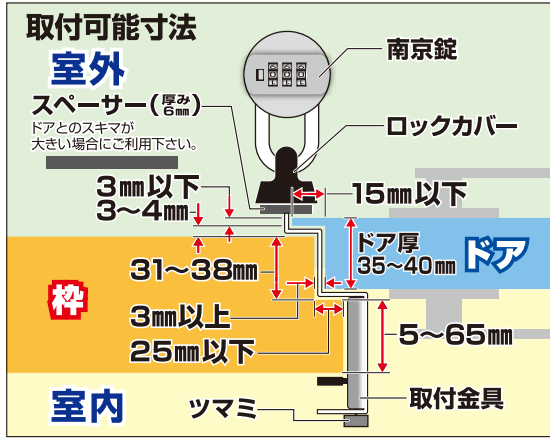 取付可能寸法
室外
南京錠
スペーサー(厚み6㎜)
ドアとのスキマが
大きい場合にご利用下さい。
ロックカバー
3㎜以下
3〜4㎜
15㎜以下
ドア厚
35〜40㎜
ドア
31〜38㎜
枠
3㎜以上
25㎜以下
5〜65㎜
室内
ツマミ
取付金具